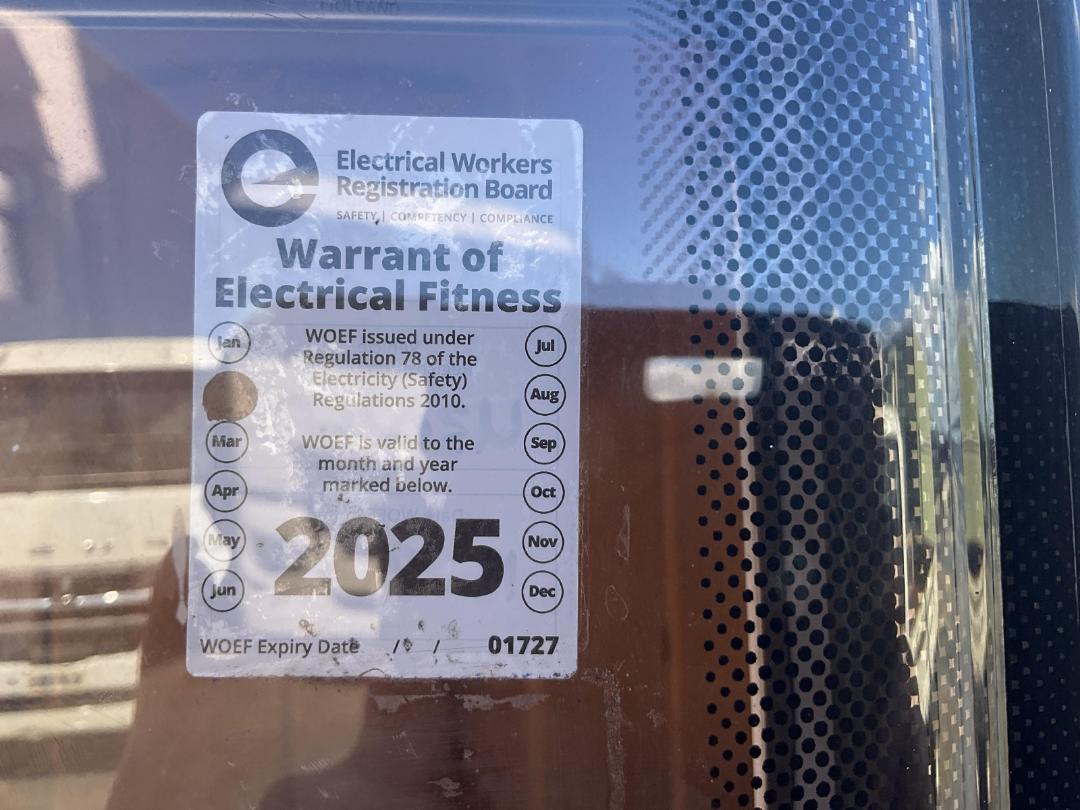 Electrical Workers
Registration Board
SAFETY | COMPETENCY | COMPLIANCE
Warrant of
Electrical Fitness
Jan
Mar
Apr
May
Jun
WOEF issued under
Regulation 78 of the
Electricity (Safety)
Regulations 2010.
WOEF is valid to the
month and year
marked below.
Jul
Aug
Sep
Oct
Nov
Dec
2025
WOEF Expiry Date / / 01727